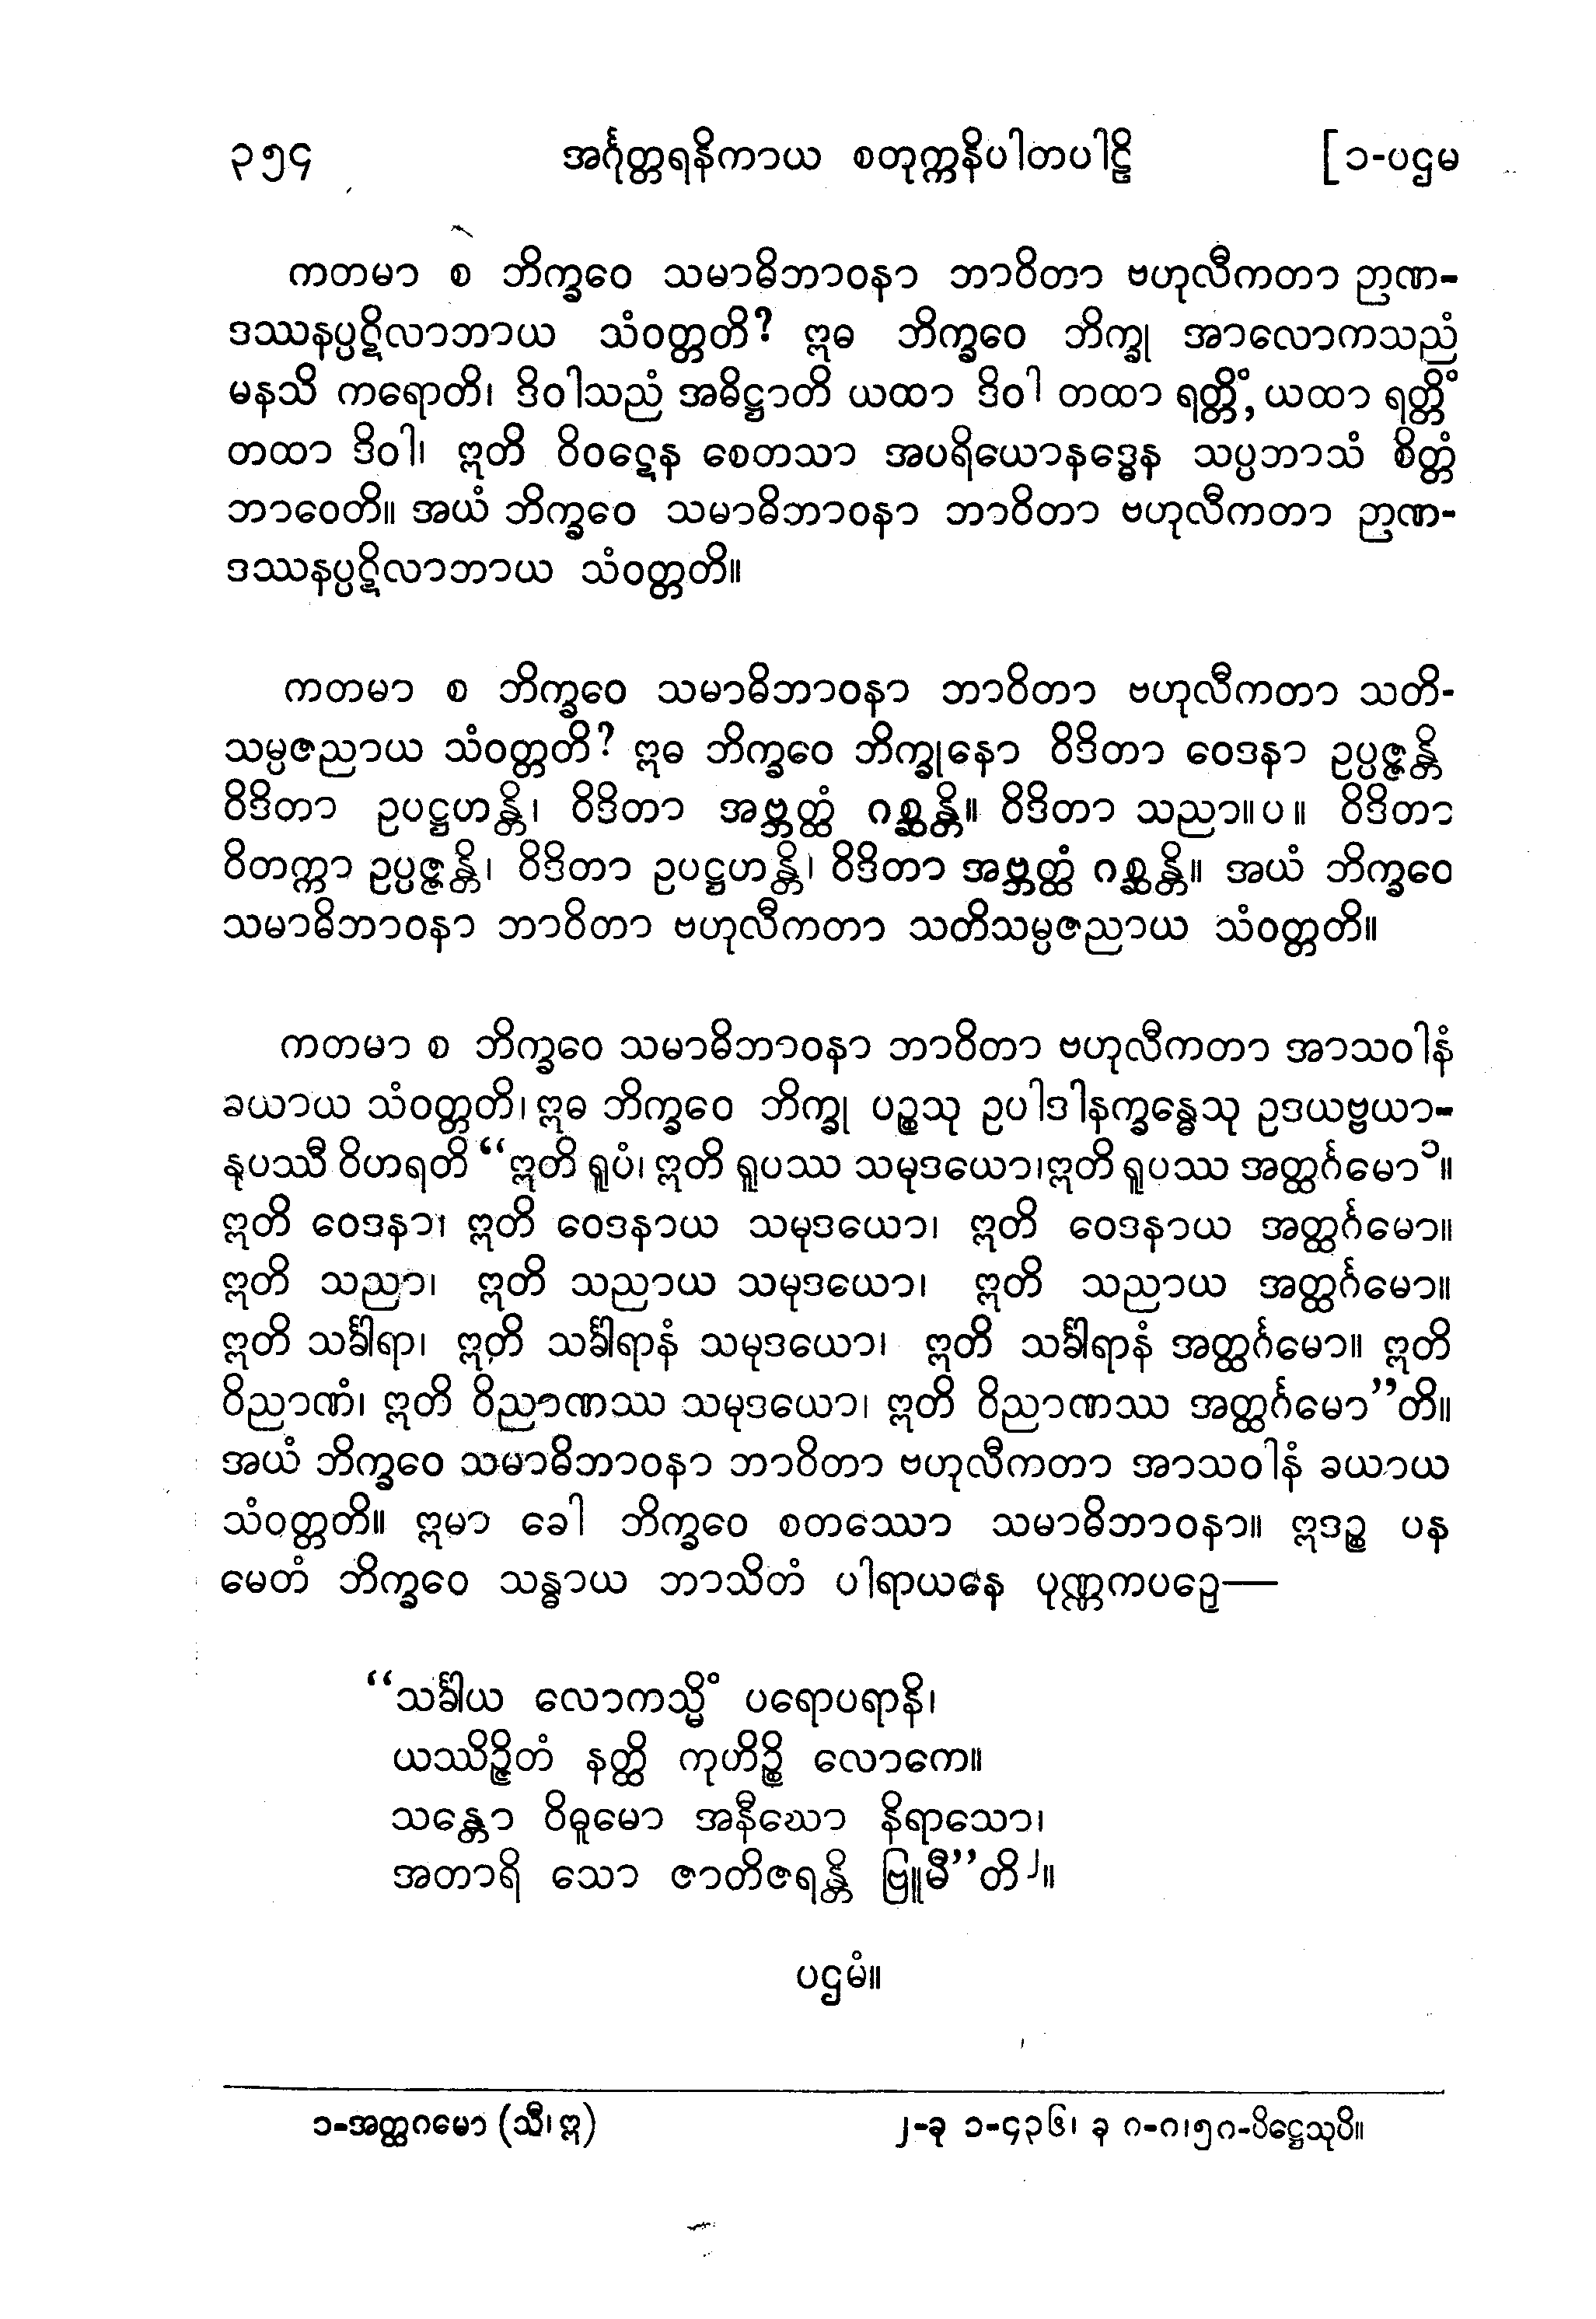 ၃၅၄ အင်္ဂုတ္တရနိကာယ စတုက္ကနိပါတပါဠိ [၁-ပဌမ
ကတမာ စ ဘိက္ခဝေ သမာဓိဘာဝနာ ဘာဝိတာ ဗဟုလီကတာ ဉာဏ-
ဒဿနပ္ပဋိလာဘာယ သံဝတ္တတိ? ဣဓ ဘိက္ခဝေ ဘိက္ခု အာလောကသညံ
မနသိ ကရောတိ၊ ဒိဝါသညံ အဓိဋ္ဌာတိ ယထာ ဒိဝါ တထာ ရတ္တိံ, ယထာ ရတ္တိံ
တထာ ဒိဝါ၊ ဣတိ ဝိဝဋေန စေတသာ အပရိယောနဒ္ဓေန သပ္ပဘာသံ စိတ္တံ
ဘာဝေတိ။ အယံ ဘိက္ခဝေ သမာဓိဘာဝနာ ဘာဝိတာ ဗဟုလီကတာ ဉာဏ-
ဒဿနပ္ပဋိလာဘာယ သံဝတ္တတိ။
ကတမာ စ ဘိက္ခဝေ သမာဓိဘာဝနာ ဘာဝိတာ ဗဟုလီကတာ သတိ-
သမ္ပဇညာယ သံဝတ္တတိ? ဣဓ ဘိက္ခဝေ ဘိက္ခုနော ဝိဒိတာ ဝေဒနာ ဥပ္ပဇ္ဇန္တိ
ဝိဒိတာ ဥပဋ္ဌဟန္တိ၊ ဝိဒိတာ အဗ္ဘတ္ထံ ဂစ္ဆန္တိ။ ဝိဒိတာ သညာ။ပ။ ဝိဒိတာ
ဝိတက္ကာ ဥပ္ပဇ္ဇန္တိ၊ ဝိဒိတာ ဥပဋ္ဌဟန္တိ၊ ဝိဒိတာ အဗ္ဘတ္ထံ ဂစ္ဆန္တိ။ အယံ ဘိက္ခဝေ
သမာဓိဘာဝနာ ဘာဝိတာ ဗဟုလီကတာ သတိသမ္ပဇညာယ သံဝတ္တတိ။
ကတမာ စ ဘိက္ခဝေ သမာဓိဘာဝနာ ဘာဝိတာ ဗဟုလီကတာ အာသဝါနံ
ခယာယ သံဝတ္တတိ၊ ဣဓ ဘိက္ခဝေ ဘိက္ခု ပဉ္စသု ဥပါဒါနက္ခန္ဓေသု ဥဒယဗ္ဗယာ-
နုပဿီ ဝိဟရတိ “ဣတိ ရူပံ၊ ဣတိ ရူပဿ သမုဒယော၊ဣတိ ရူပဿ အတ္ထင်္ဂမော၁။
ဣတိ ဝေဒနာ၊ ဣတိ ဝေဒနာယ သမုဒယော၊ ဣတိ ဝေဒနာယ အတ္ထင်္ဂမော။
ဣတိ သညာ၊ ဣတိ သညာယ သမုဒယော၊ ဣတိ သညာယ အတ္ထင်္ဂမော။
ဣတိ သင်္ခါရာ၊ ဣတိ သင်္ခါရာနံ သမုဒယော၊ ဣတိ သင်္ခါရာနံ အတ္ထင်္ဂမော။ ဣတိ
ဝိညာဏံ၊ ဣတိ ဝိညာဏဿ သမုဒယော၊ ဣတိ ဝိညာဏဿ အတ္ထင်္ဂမော”တိ။
အယံ ဘိက္ခဝေ သမာဓိဘာဝနာ ဘာဝိတာ ဗဟုလီကတာ အာသဝါနံ ခယာယ
သံဝတ္တတိ။ ဣမာ ခေါ ဘိက္ခဝေ စတဿော သမာဓိဘာဝနာ။ ဣဒဉ္စ ပန
မေတံ ဘိက္ခဝေ သန္ဓာယ ဘာသိတံ ပါရာယနေ ပုဏ္ဏကပဉှေ—
“သင်္ခါယ လောကသ္မိံ ပရောပရာနိ၊
ယဿိဉ္ဇိတံ နတ္ထိ ကုဟိဉ္စိ လောကေ။
သန္တော ဝိဓူမော အနီဃော နိရာသော၊
အတာရိ သော ဇာတိဇရန္တိ ဗြူမီ”တိ၂။
ပဌမံ။
၁-အတ္ထဂမော (သီ၊ ဣ) ၂-ခု ၁-၄၃၆၊ ခု ဂ-ဂ၊၅ဂ-ပိဋ္ဌေသုပိ။